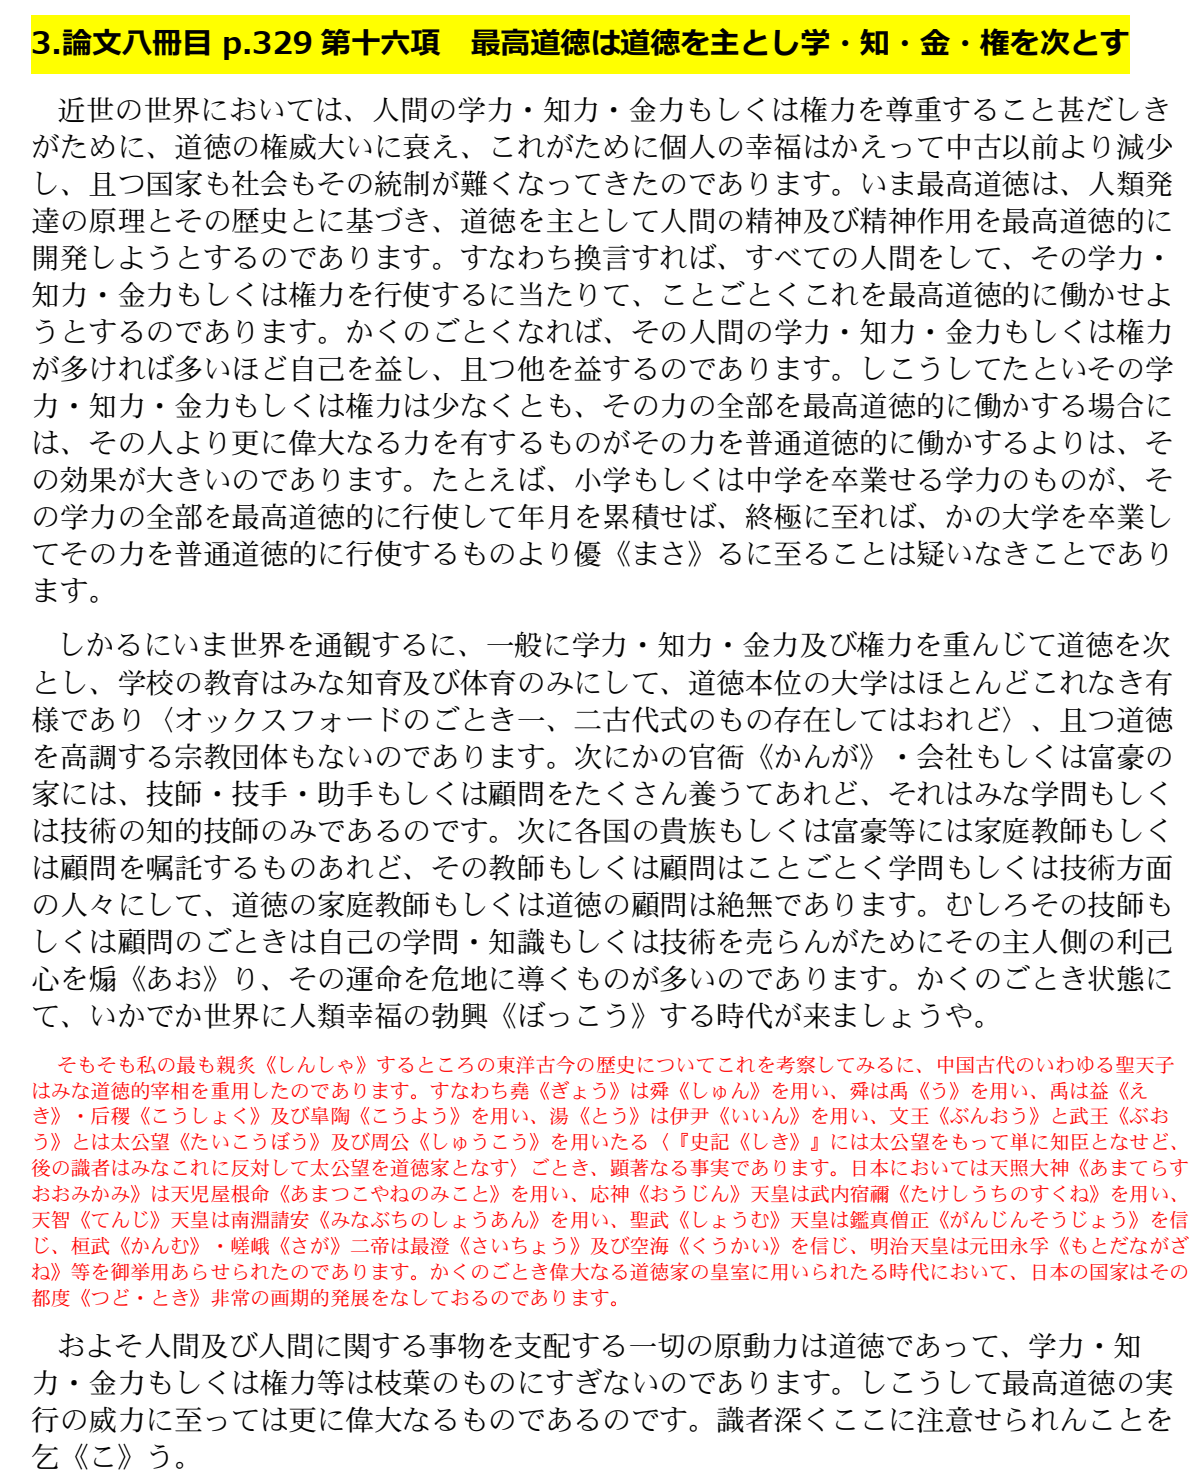 3.論文八冊目 p.329 第十六項　最高道徳は道徳を主とし学・知・金・権を次とす
近世の世界においては、人間の学力・知力・金力もしくは権力を尊重すること甚だしき
がために、道徳の権威大いに衰え、これがために個人の幸福はかえって中古以前より減少
し、且つ国家も社会もその統制が難くなってきたのであります。いま最高道徳は、人類発
達の原理とその歴史とに基づき、道徳を主として人間の精神及び精神作用を最高道徳的に
開発しようとするのであります。すなわち換言すれば、すべての人間をして、その学力・
知力・金力もしくは権力を行使するに当たりて、ことごとくこれを最高道徳的に働かせよ
うとするのであります。かくのごとくなれば、その人間の学力・知力・金力もしくは権力
が多ければ多いほど自己を益し、且つ他を益するのであります。しこうしてたといその学
力・知力・金力もしくは権力は少なくとも、その力の全部を最高道徳的に働かする場合に
は、その人より更に偉大なる力を有するものがその力を普通道徳的に働かするよりは、そ
の効果が大きいのであります。たとえば、小学もしくは中学を卒業せる学力のものが、そ
の学力の全部を最高道徳的に行使して年月を累積せば、終極に至れば、かの大学を卒業し
てその力を普通道徳的に行使するものより優《まさ》るに至ることは疑いなきことであり
ます。
しかるにいま世界を通観するに、一般に学力・知力・金力及び権力を重んじて道徳を次
とし、学校の教育はみな知育及び体育のみにして、道徳本位の大学はほとんどこれなき有
様であり〈オックスフォードのごとき一、二古代式のもの存在してはおれど〉、且つ道徳
を高調する宗教団体もないのであります。次にかの官衙《かんが》・会社もしくは富豪の
家には、技師・技手・助手もしくは顧問をたくさん養うてあれど、それはみな学問もしく
は技術の知的技師のみであるのです。次に各国の貴族もしくは富豪等には家庭教師もしく
は顧問を嘱託するものあれど、その教師もしくは顧問はことごとく学問もしくは技術方面
の人々にして、道徳の家庭教師もしくは道徳の顧問は絶無であります。むしろその技師も
しくは顧問のごときは自己の学問・知識もしくは技術を売らんがためにその主人側の利己
心を煽《あお》り、その運命を危地に導くものが多いのであります。かくのごとき状態に
て、いかでか世界に人類幸福の勃興《ぼっこう》する時代が来ましょうや。
そもそも私の最も親炙《しんしゃ》するところの東洋古今の歴史についてこれを考察してみるに、中国古代のいわゆる聖天子
はみな道徳的宰相を重用したのであります。すなわち堯《ぎょう》は舜《しゅん》を用い、舜は禹《う》を用い、禹は益《え
き》・后稷《こうしょく》及び皐陶《こうよう》を用い、湯《とう》は伊尹《いいん》を用い、文王《ぶんおう》と武王《ぶお
う》とは太公望《たいこうぼう》及び周公《しゅうこう》を用いたる〈『史記《しき》』には太公望をもって単に知臣となせど、
後の識者はみなこれに反対して太公望を道徳家となす〉ごとき、顕著なる事実であります。日本においては天照大神《あまてらす
おおみかみ》は天児屋根命《あまつこやねのみこと》を用い、応神《おうじん》天皇は武内宿禰《たけしうちのすくね》を用い、
天智《てんじ》天皇は南淵請安《みなぶちのしょうあん》を用い、聖武《しょうむ》天皇は鑑真僧正《がんじんそうじょう》を信
じ、桓武《かんむ》・嵯峨《さが》二帝は最澄《さいちょう》及び空海《くうかい》を信じ、明治天皇は元田永孚《もとだながざ
ね》等を御挙用あらせられたのであります。かくのごとき偉大なる道徳家の皇室に用いられたる時代において、日本の国家はその
都度《つど・とき》非常の画期的発展をなしておるのであります。
およそ人間及び人間に関する事物を支配する一切の原動力は道徳であって、学力・知
力・金力もしくは権力等は枝葉のものにすぎないのであります。しこうして最高道徳の実
行の威力に至っては更に偉大なるものであるのです。識者深くここに注意せられんことを
乞《こ》う。